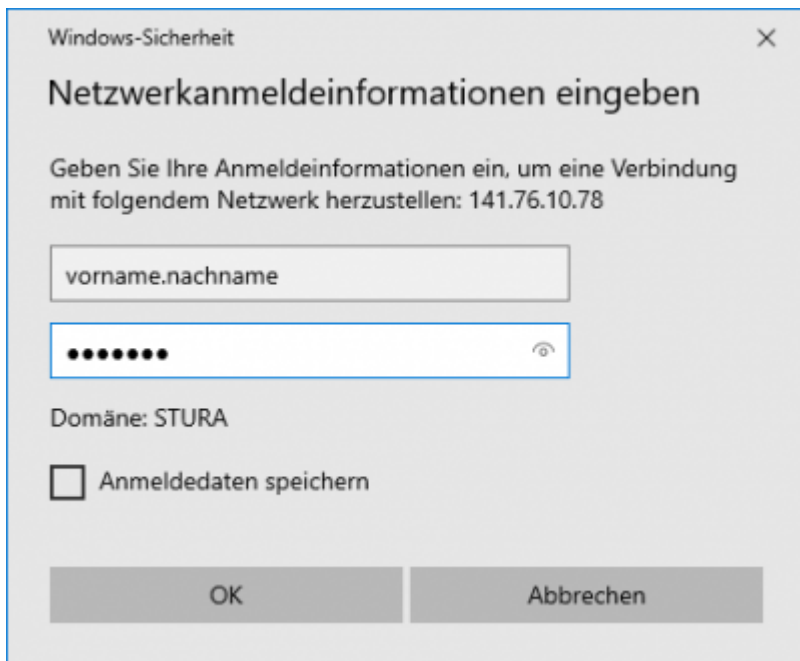 Windows-Sicherheit
Netzwerkanmeldeinformationen eingeben
Geben Sie Ihre Anmeldeinformationen ein, um eine Verbindung
mit folgendem Netzwerk herzustellen: 141.76.10.78
vorname.nachname
●●●●●●●
Domäne: STURA
Anmeldedaten speichern
OK
Abbrechen